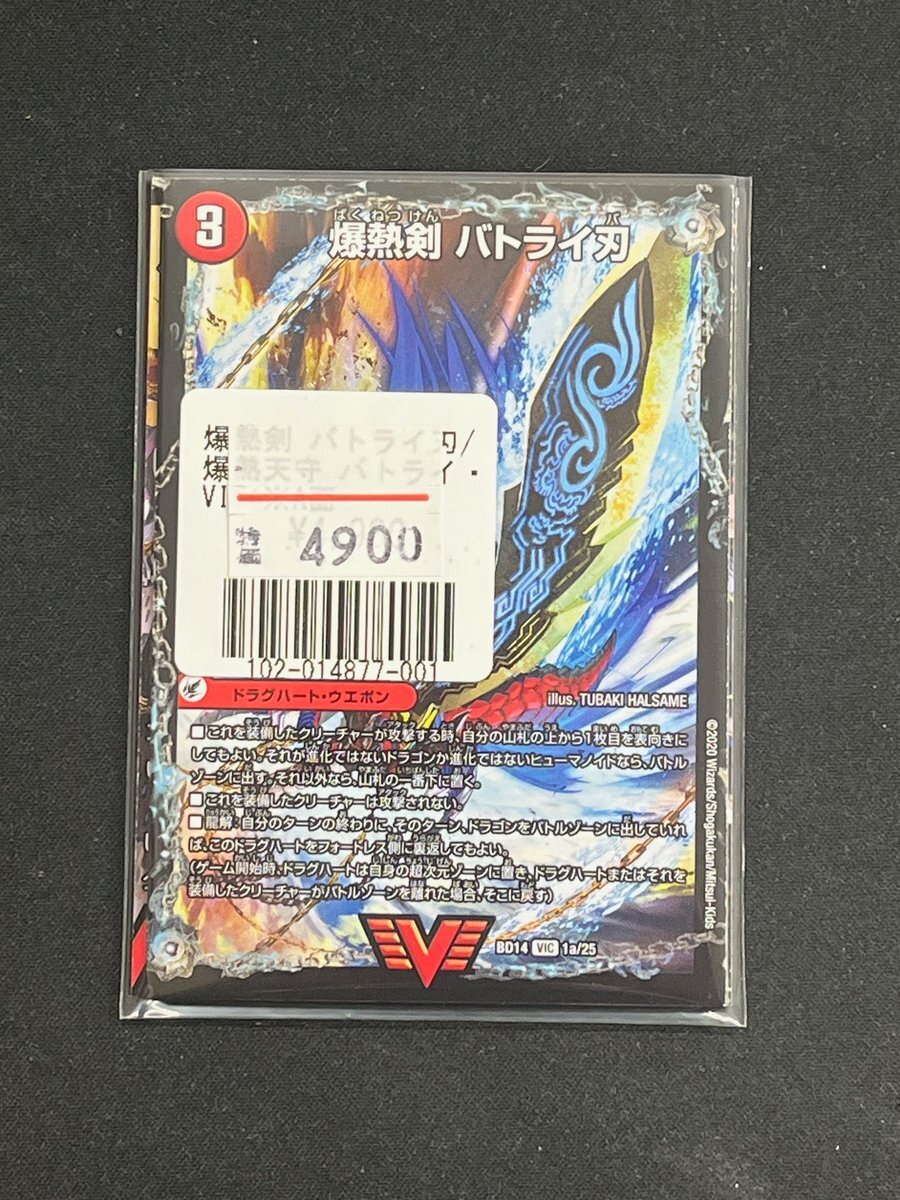 3
ばくねつけん バ
爆熱剣 バトライ刃
爆熱剣 バトライ刃/
爆熱天守 バトライ・
VI
特価 4900
102-014877-001
ドラグハート・ウエポン
illus. TUBAKI HALSAME
■これを装備したクリーチャーが攻撃する時、自分の山札の上から1枚目を表向きに
してもよい。それが進化ではないドラゴンか進化ではないヒューマノイドなら、バトル
ゾーンに出す。それ以外なら、山札の一番下に置く。
■これを装備したクリーチャーは攻撃されない。
■龍解:自分のターンの終わりに、そのターン、ドラゴンをバトルゾーンに出していれ
ば、このドラグハートをフォートレス側に裏返してもよい。
(ゲーム開始時、ドラグハートは自身の超次元ゾーンに置き、ドラグハートまたはそれを
装備したクリーチャーがバトルゾーンを離れた場合、そこに戻す)
V
BD14 VIC 1a/25
©2020 Wizards/Shogakukan/Mitsui-Kids